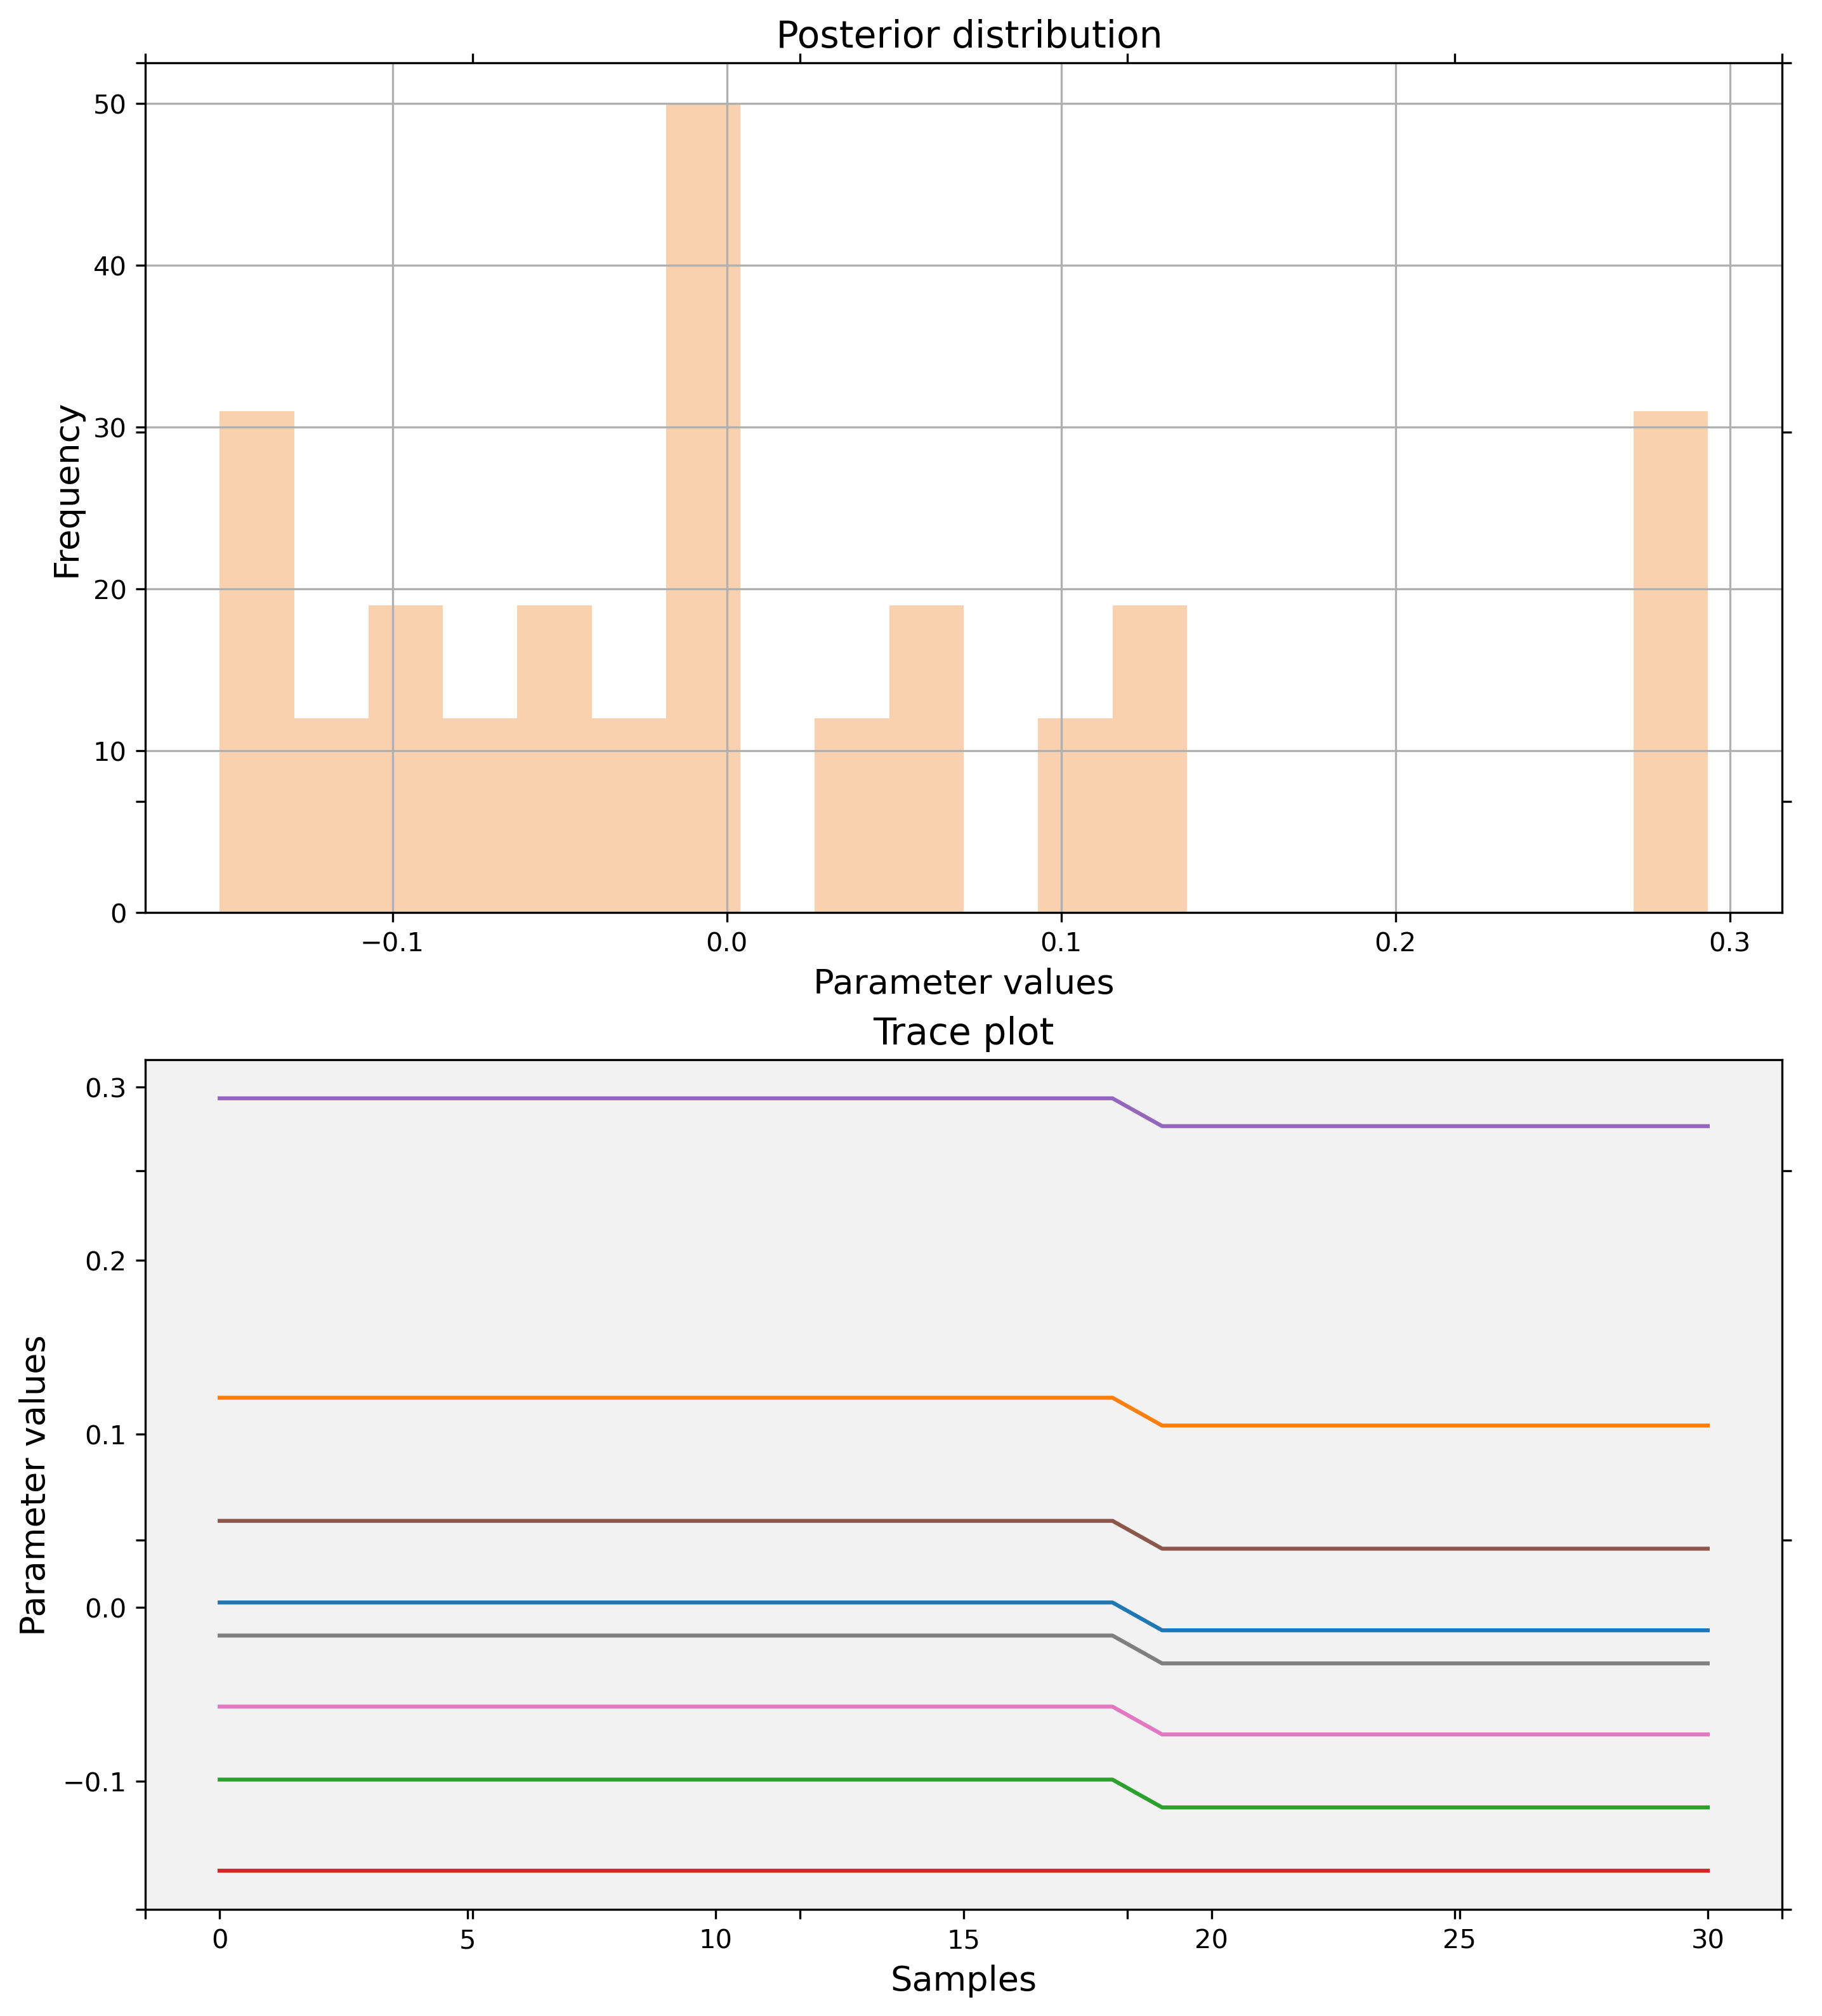 Posterior distribution
50
40
30
20
10
0
Frequency
−0.1 0.0 0.1 0.2 0.3
Parameter values
Trace plot
0.3
0.2
0.1
0.0
−0.1
Parameter values
0 5 10 15 20 25 30
Samples